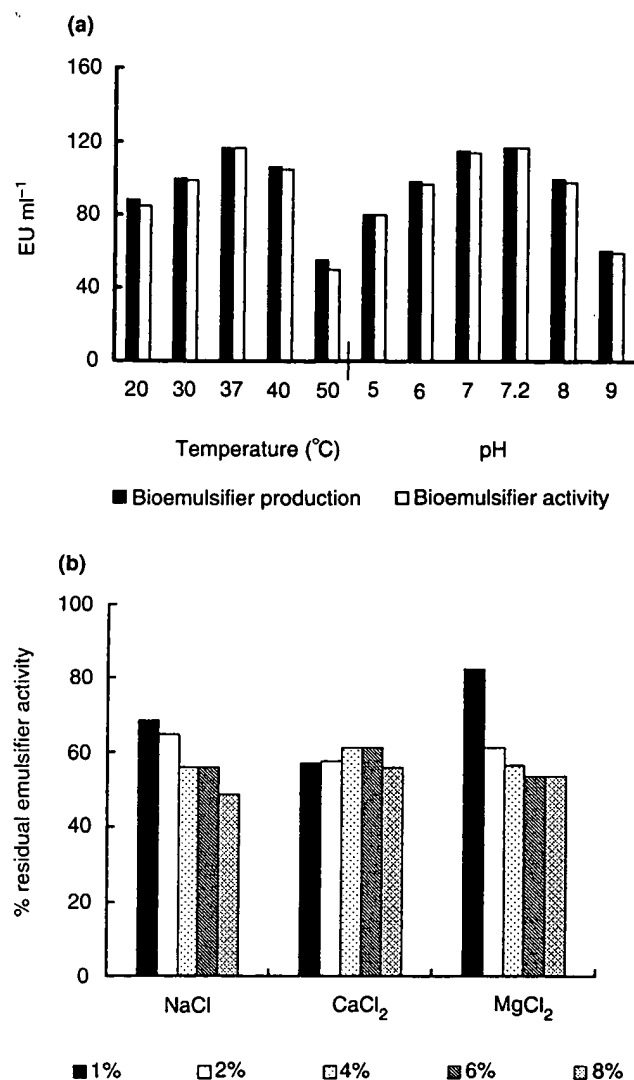 (a)
160
120
80
40
0
EU ml⁻¹
20 30 37 40 50 5 6 7 7.2 8 9
Temperature (°C) pH
Bioemulsifier production Bioemulsifier activity
(b)
100
80
60
40
20
0
% residual emulsifier activity
NaCl CaCl₂ MgCl₂
1% 2% 4% 6% 8%